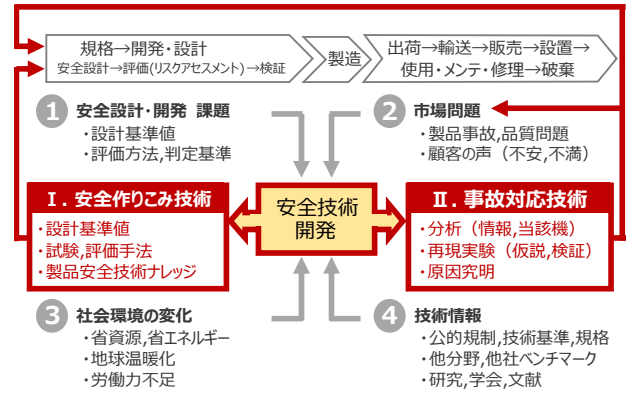 規格→開発・設計
安全設計→評価(リスクアセスメント)→検証
製造
出荷→輸送→販売→設置→
使用・メンテ・修理→破棄
1 安全設計・開発 課題
・設計基準値
・評価方法,判定基準
2 市場問題
・製品事故,品質問題
・顧客の声（不安,不満）
Ⅰ．安全作りこみ技術
・設計基準値
・試験,評価手法
・製品安全技術ナレッジ
安全技術
開発
Ⅱ．事故対応技術
・分析（情報,当該機）
・再現実験（仮説,検証）
・原因究明
3 社会環境の変化
・省資源,省エネルギー
・地球温暖化
・労働力不足
4 技術情報
・公的規制,技術基準,規格
・他分野,他社ベンチマーク
・研究,学会,文献